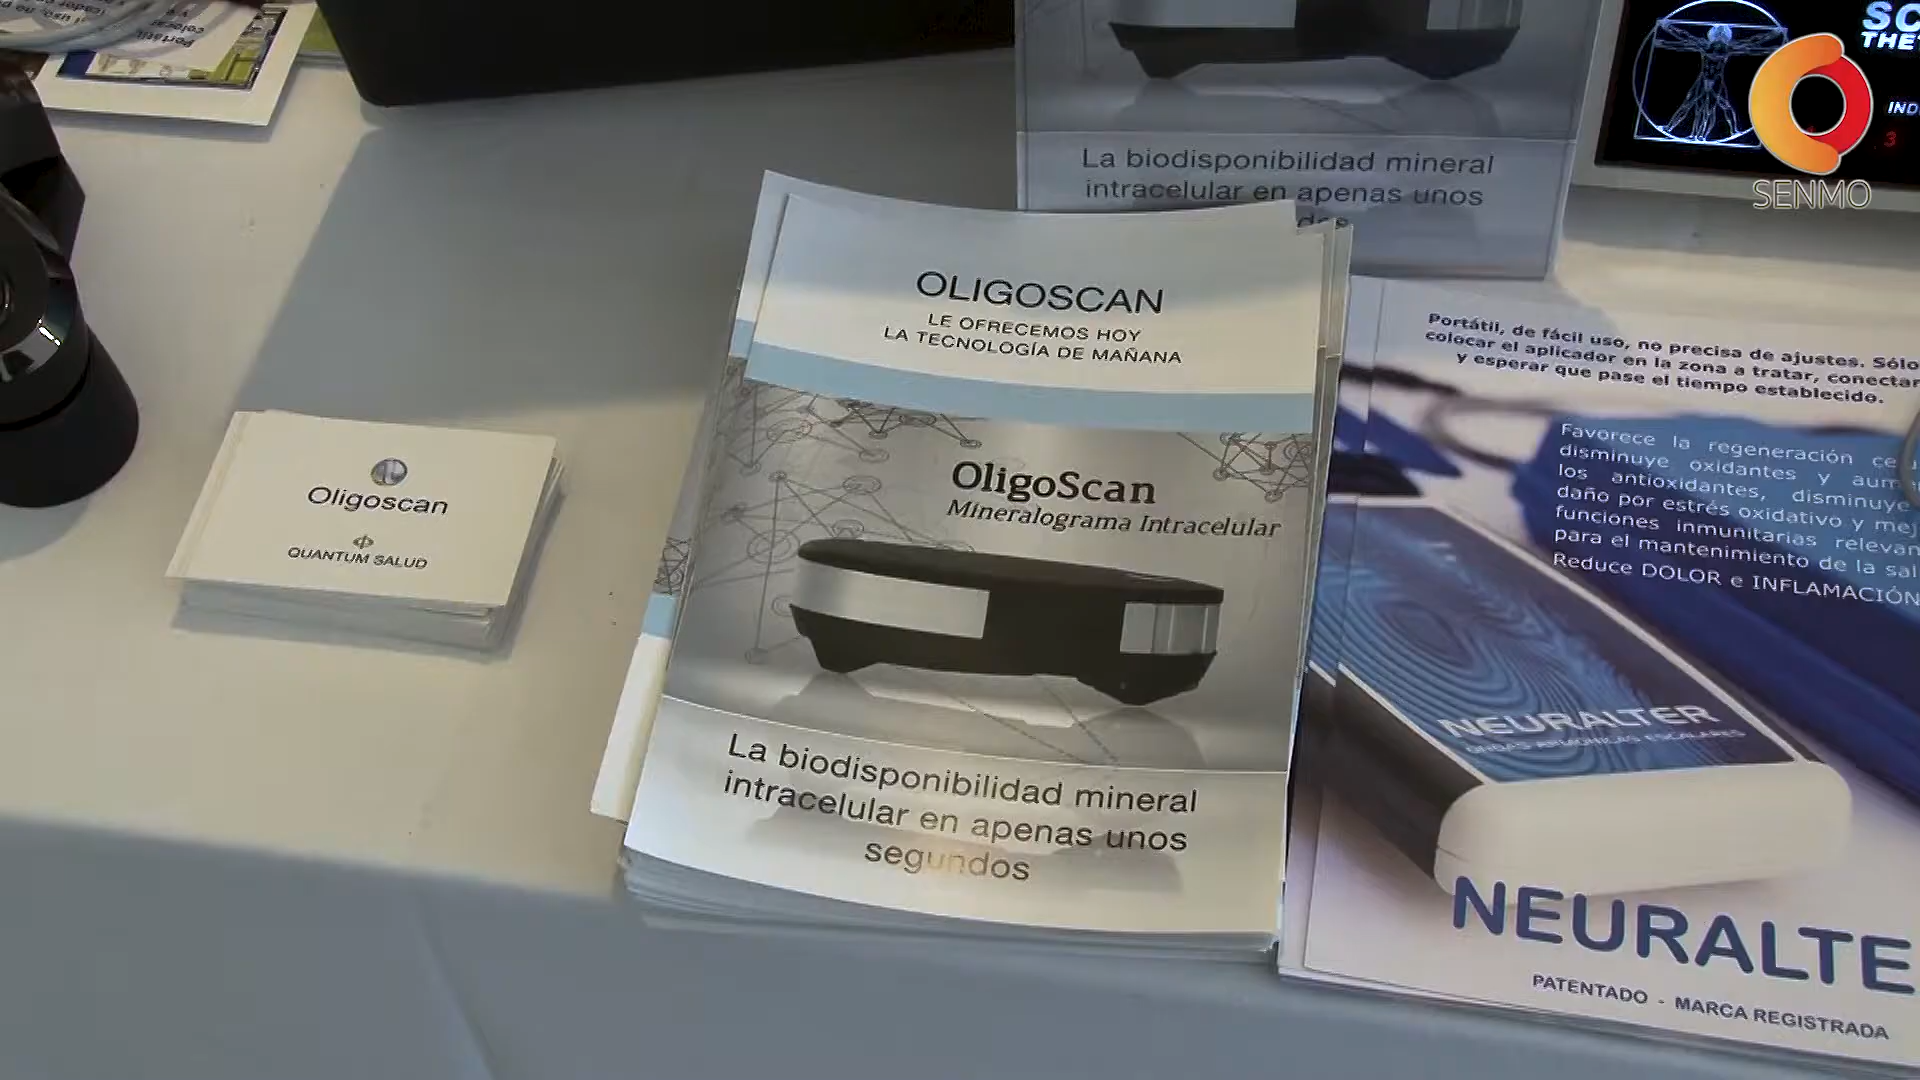 La biodisponibilidad mineral
intracelular en apenas unos
SENMO
OLIGOSCAN
LE OFRECEMOS HOY
LA TECNOLOGÍA DE MAÑANA
OligoScan
Mineralograma Intracelular
La biodisponibilidad mineral
intracelular en apenas unos
segundos
Oligoscan
QUANTUM SALUD
Portátil, de fácil uso, no precisa de ajustes. Sólo
colocar el aplicador en la zona a tratar, conectar
y esperar que pase el tiempo establecido.
Favorece la regeneración
disminuye oxidantes y
los antioxidantes, disminuye
daño por estrés oxidativo y
funciones inmunitarias
para el mantenimiento de la
Reduce DOLOR e INFLAMACIÓN
NEURALTER
ONDAS ARMÓNICAS ESCALARES
NEURALTE
PATENTADO - MARCA REGISTRADA